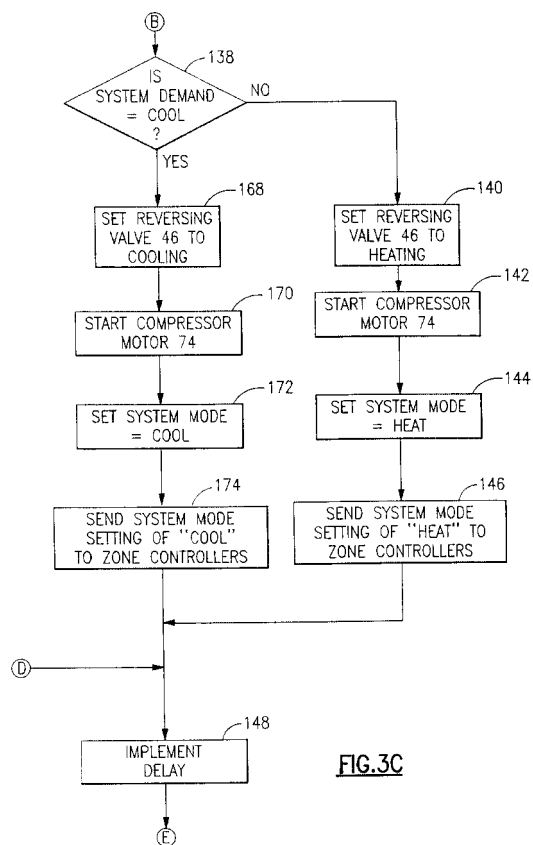 B
138
IS
SYSTEM DEMAND
= COOL
?
NO
YES
168
SET REVERSING
VALVE 46 TO
COOLING
140
SET REVERSING
VALVE 46 TO
HEATING
170
START COMPRESSOR
MOTOR 74
142
START COMPRESSOR
MOTOR 74
172
SET SYSTEM MODE
= COOL
144
SET SYSTEM MODE
= HEAT
174
SEND SYSTEM MODE
SETTING OF "COOL"
TO ZONE CONTROLLERS
146
SEND SYSTEM MODE
SETTING OF "HEAT" TO
ZONE CONTROLLERS
D
148
IMPLEMENT
DELAY
E
FIG.3C